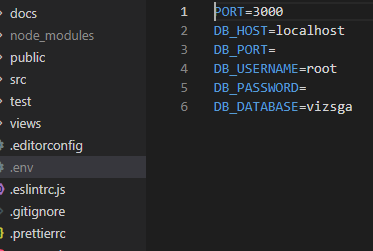 docs
node_modules
public
src
test
views
.editorconfig
.env
.eslintrc.js
.gitignore
.prettierrc
1 PORT=3000
2 DB_HOST=localhost
3 DB_PORT=
4 DB_USERNAME=root
5 DB_PASSWORD=
6 DB_DATABASE=vizsga